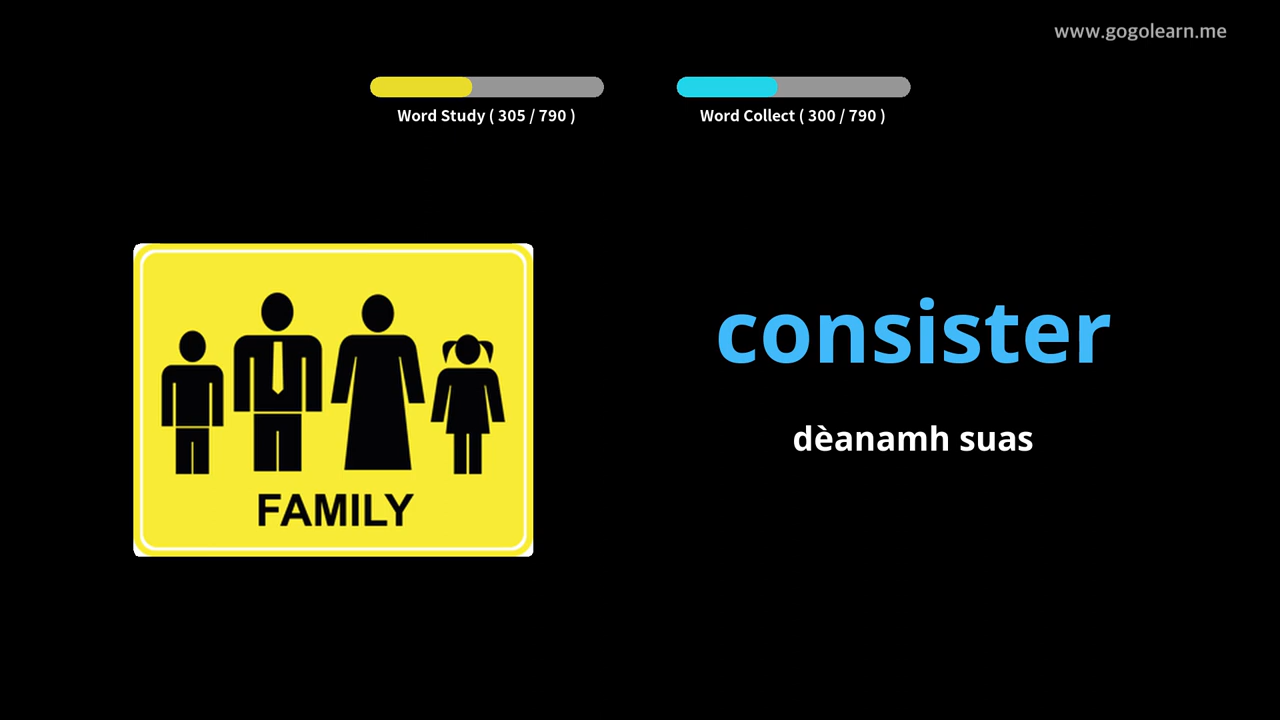 www.gogolearn.me
Word Study ( 305 / 790 )
Word Collect ( 300 / 790 )
consister
dèanamh suas
FAMILY